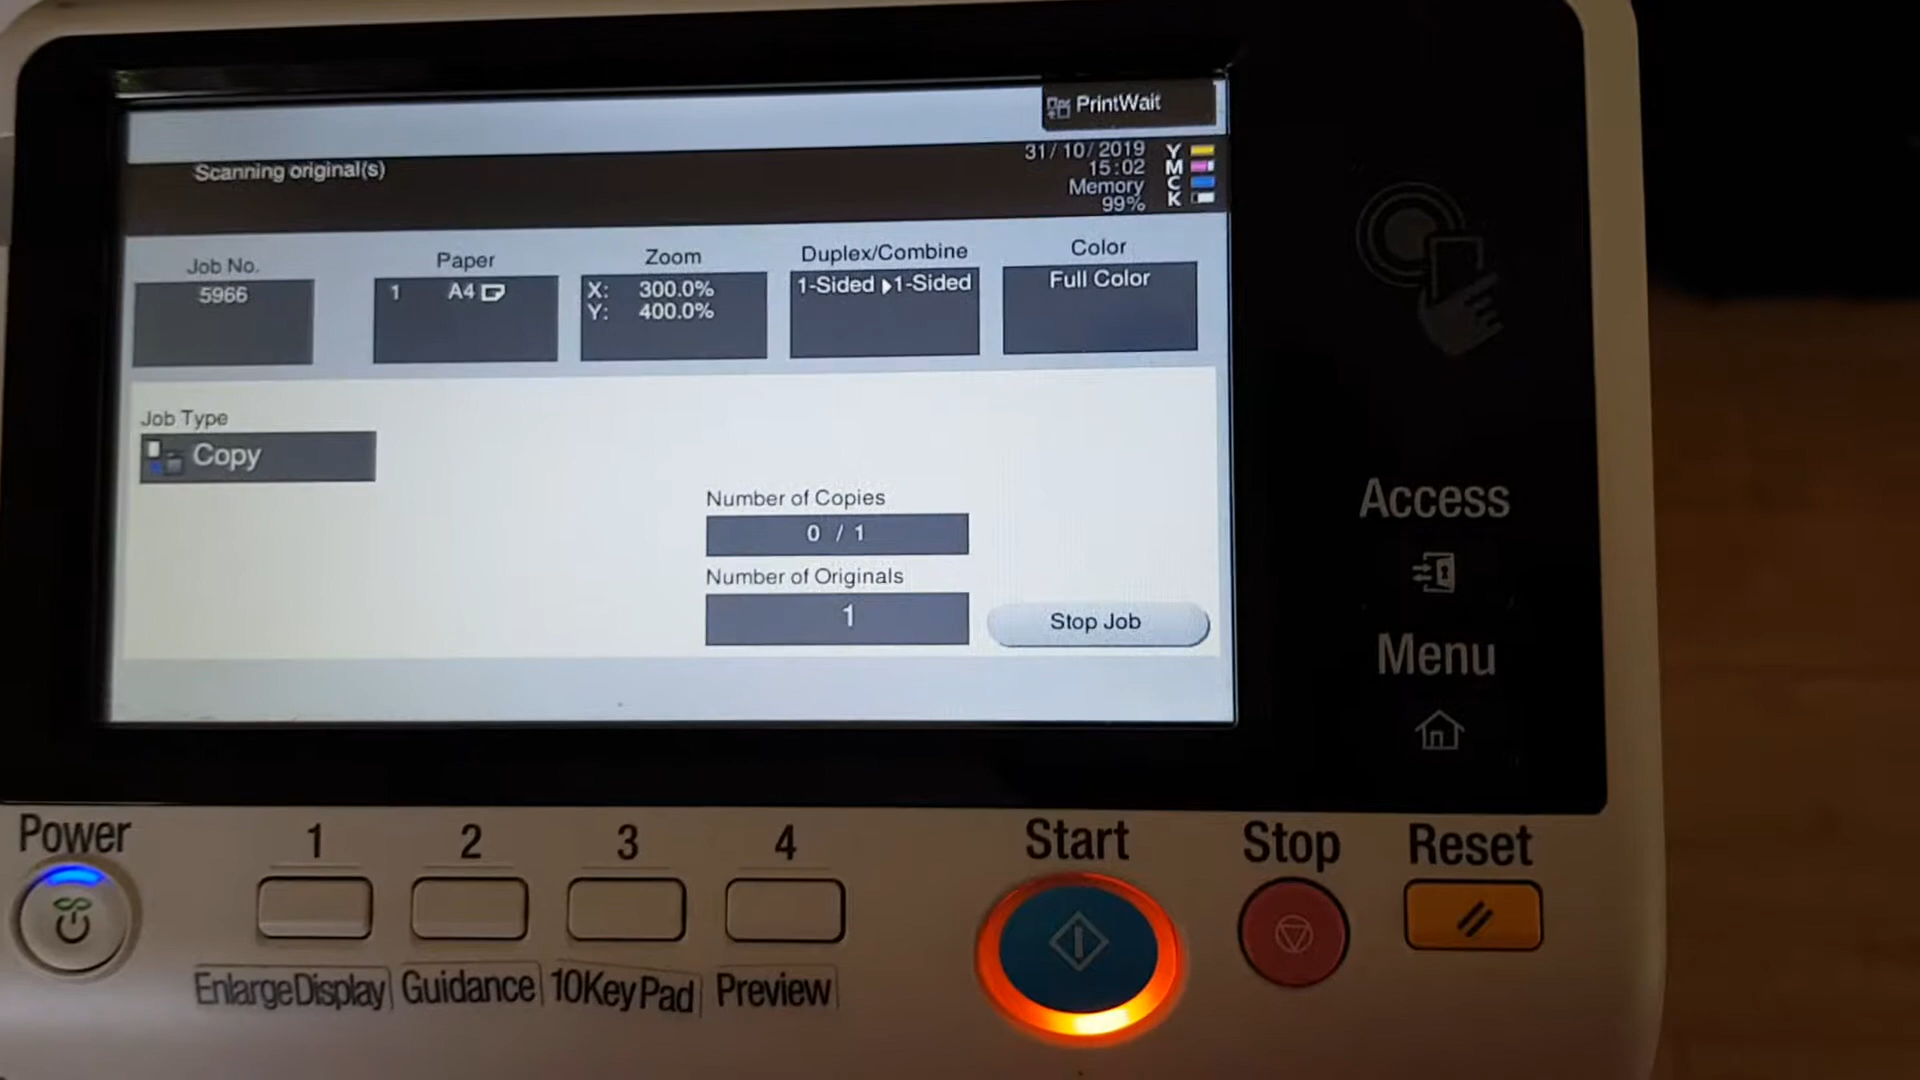 PrintWait
Scanning original(s)
31/10/2019
15:02
Memory
99%
Y
M
C
K
Job No.
5966
Paper
1 A4
Zoom
X: 300.0%
Y: 400.0%
Duplex/Combine
1-Sided ▶ 1-Sided
Color
Full Color
Job Type
Copy
Number of Copies
0 / 1
Number of Originals
1
Stop Job
Access
Menu
Power
1 2 3 4
Start
Stop
Reset
EnlargeDisplay
Guidance
10KeyPad
Preview